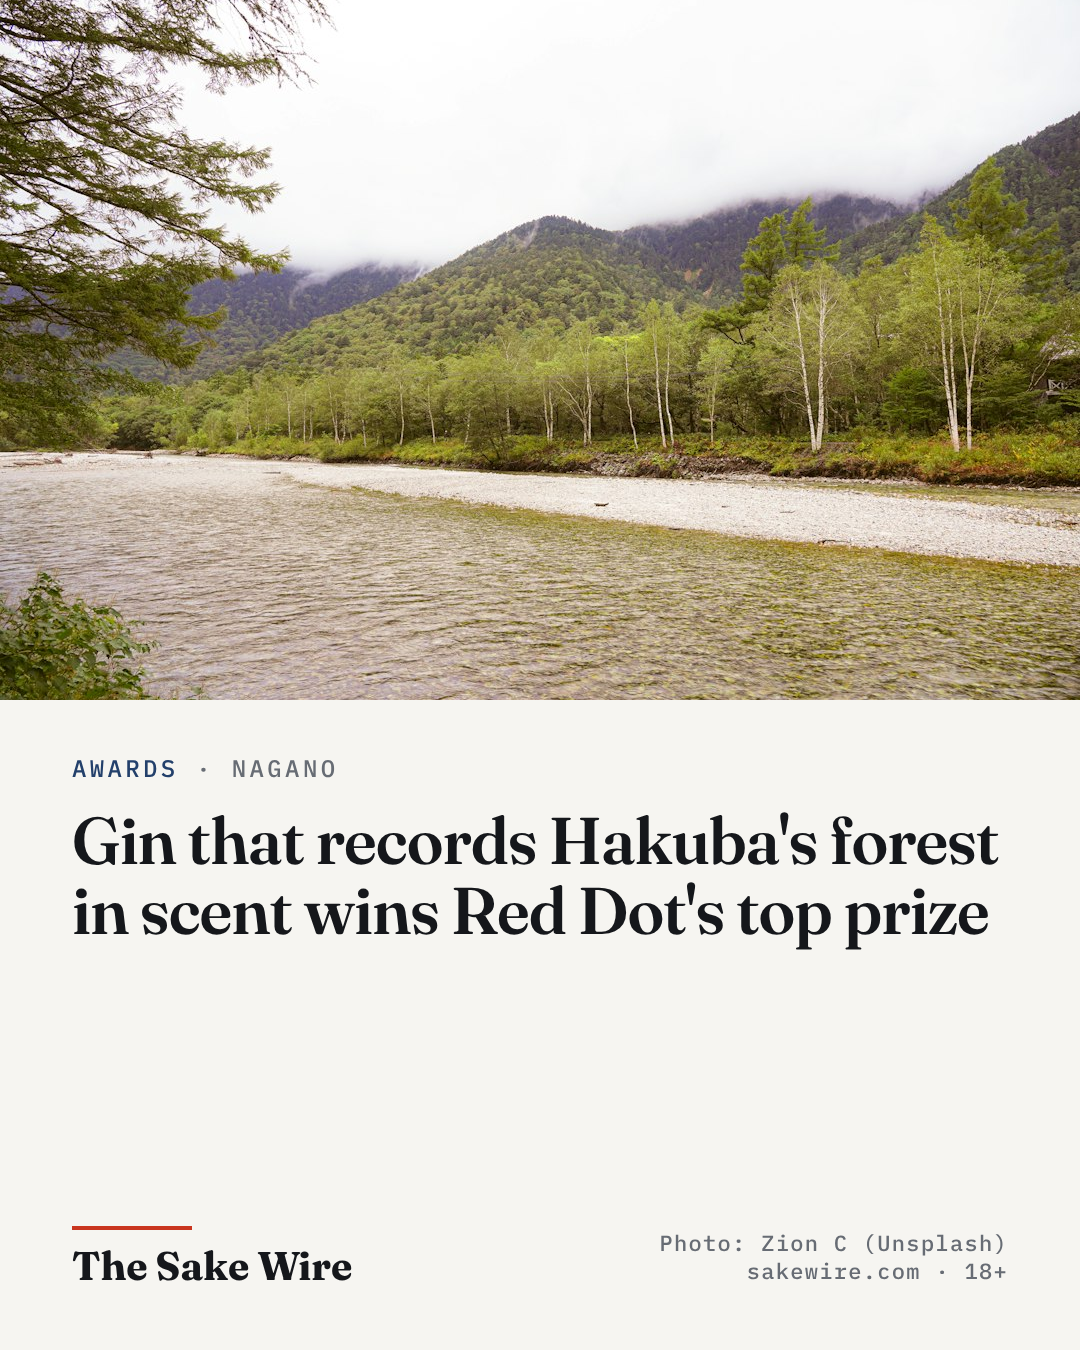 AWARDS · NAGANO
Gin that records Hakuba's forest
in scent wins Red Dot's top prize
The Sake Wire
Photo: Zion C (Unsplash)
sakewire.com · 18+